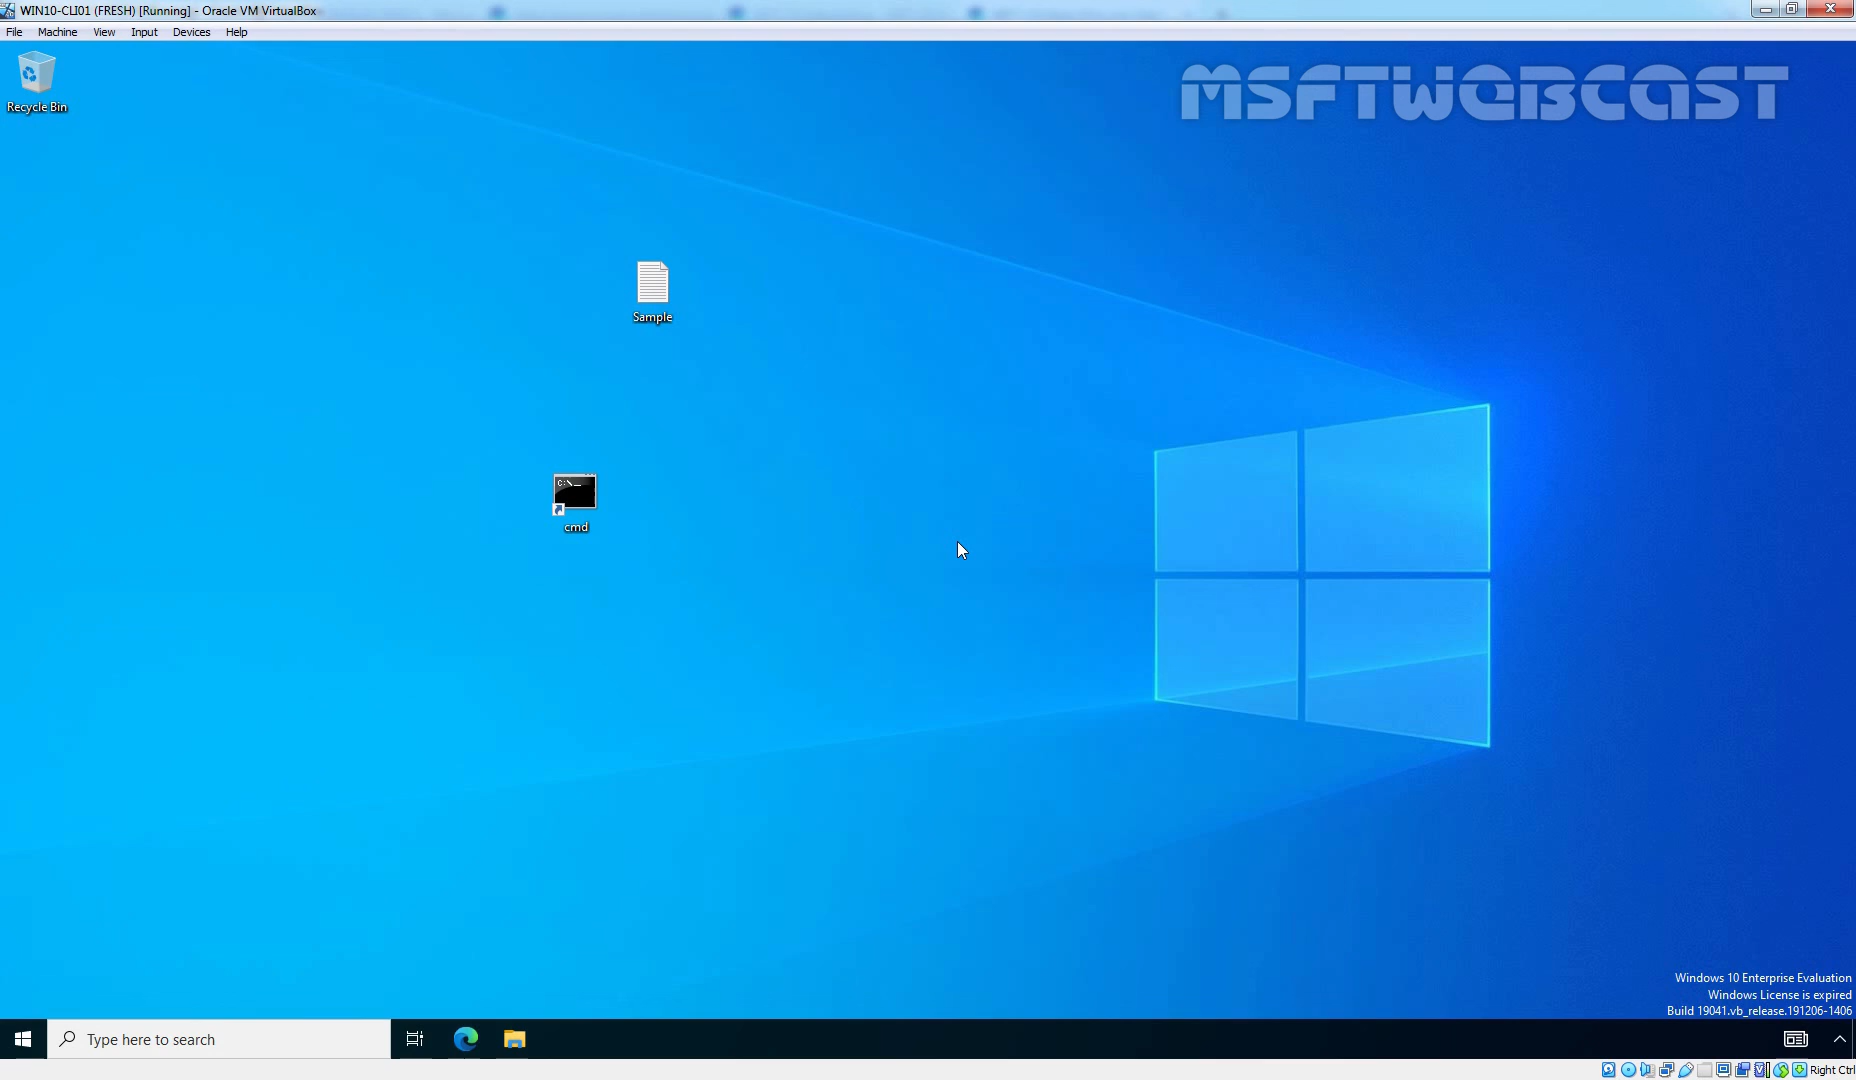 WIN10-CLI01 (FRESH) [Running] - Oracle VM VirtualBox
File Machine View Input Devices Help
MSFTWEBCAST
Recycle Bin
Sample
C:\_
cmd
Windows 10 Enterprise Evaluation
Windows License is expired
Build 19041.vb_release.191206-1406
Type here to search
Right Ctrl